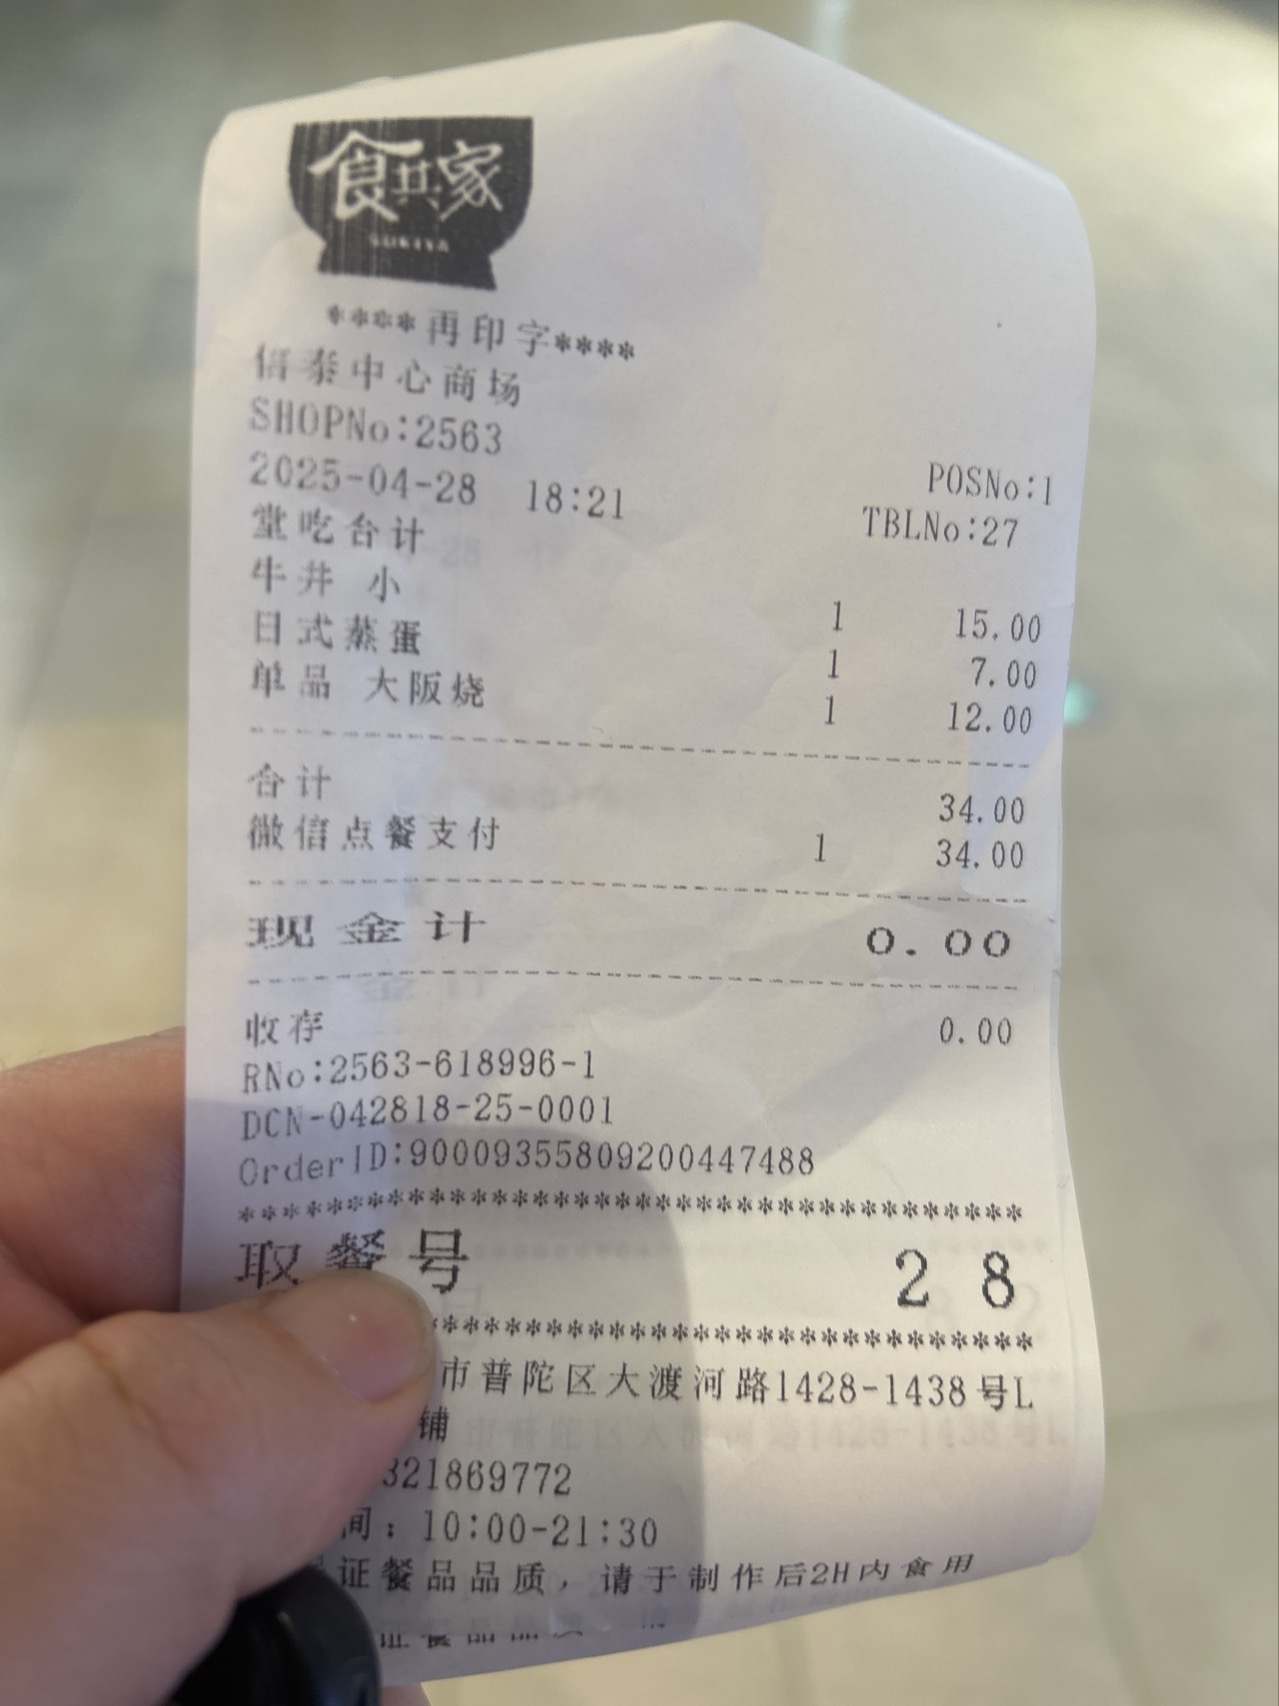 食其家
SUKIYA
****再印字****
信泰中心商场
SHOPNo:2563 POSNo:1
2025-04-28 18:21 TBLNo:27
堂吃合计
牛丼 小 1 15.00
日式蒸蛋 1 7.00
单品 大阪烧 1 12.00
合计 34.00
微信点餐支付 1 34.00
现金计 0.00
收存 0.00
RNo:2563-618996-1
DCN-042818-25-0001
OrderID:90009355809200447488
取餐号 28
市普陀区大渡河路1428-1438号L
铺
321869772
间：10:00-21:30
证餐品品质，请于制作后2H内食用